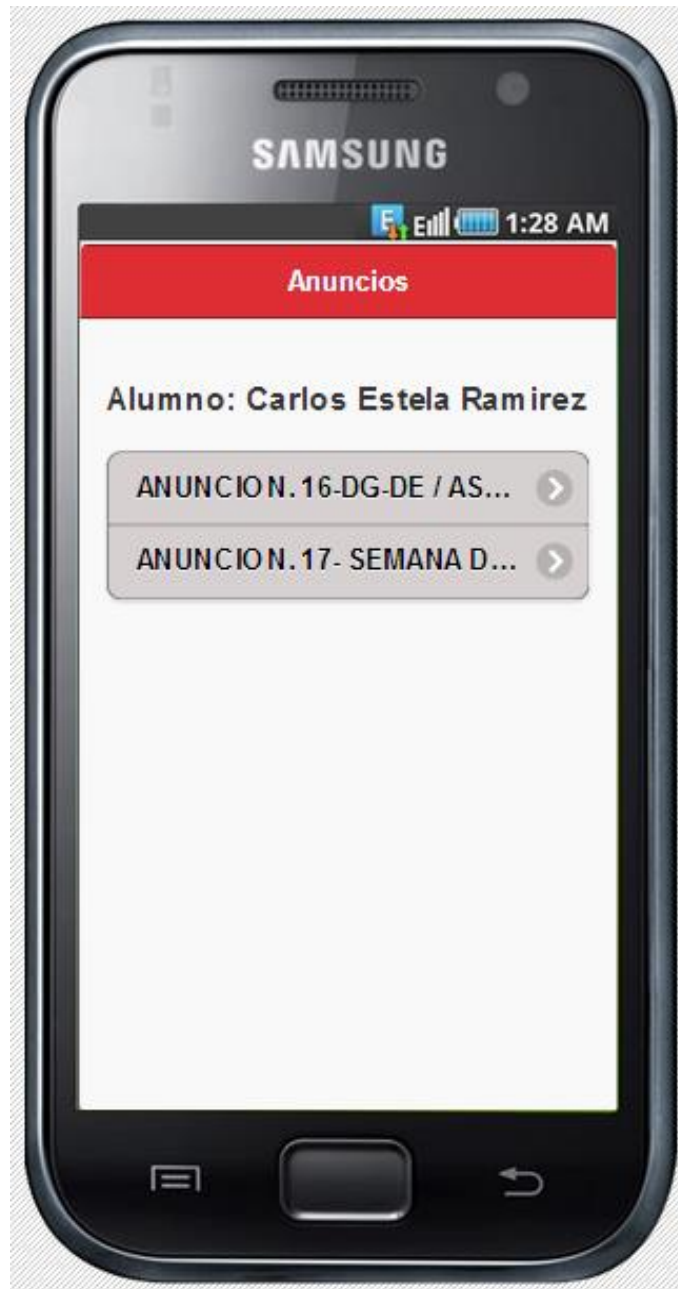 SAMSUNG
E 1:28 AM
Anuncios
Alumno: Carlos Estela Ramirez
ANUNCION.16-DG-DE / AS...
ANUNCION.17- SEMANA D...